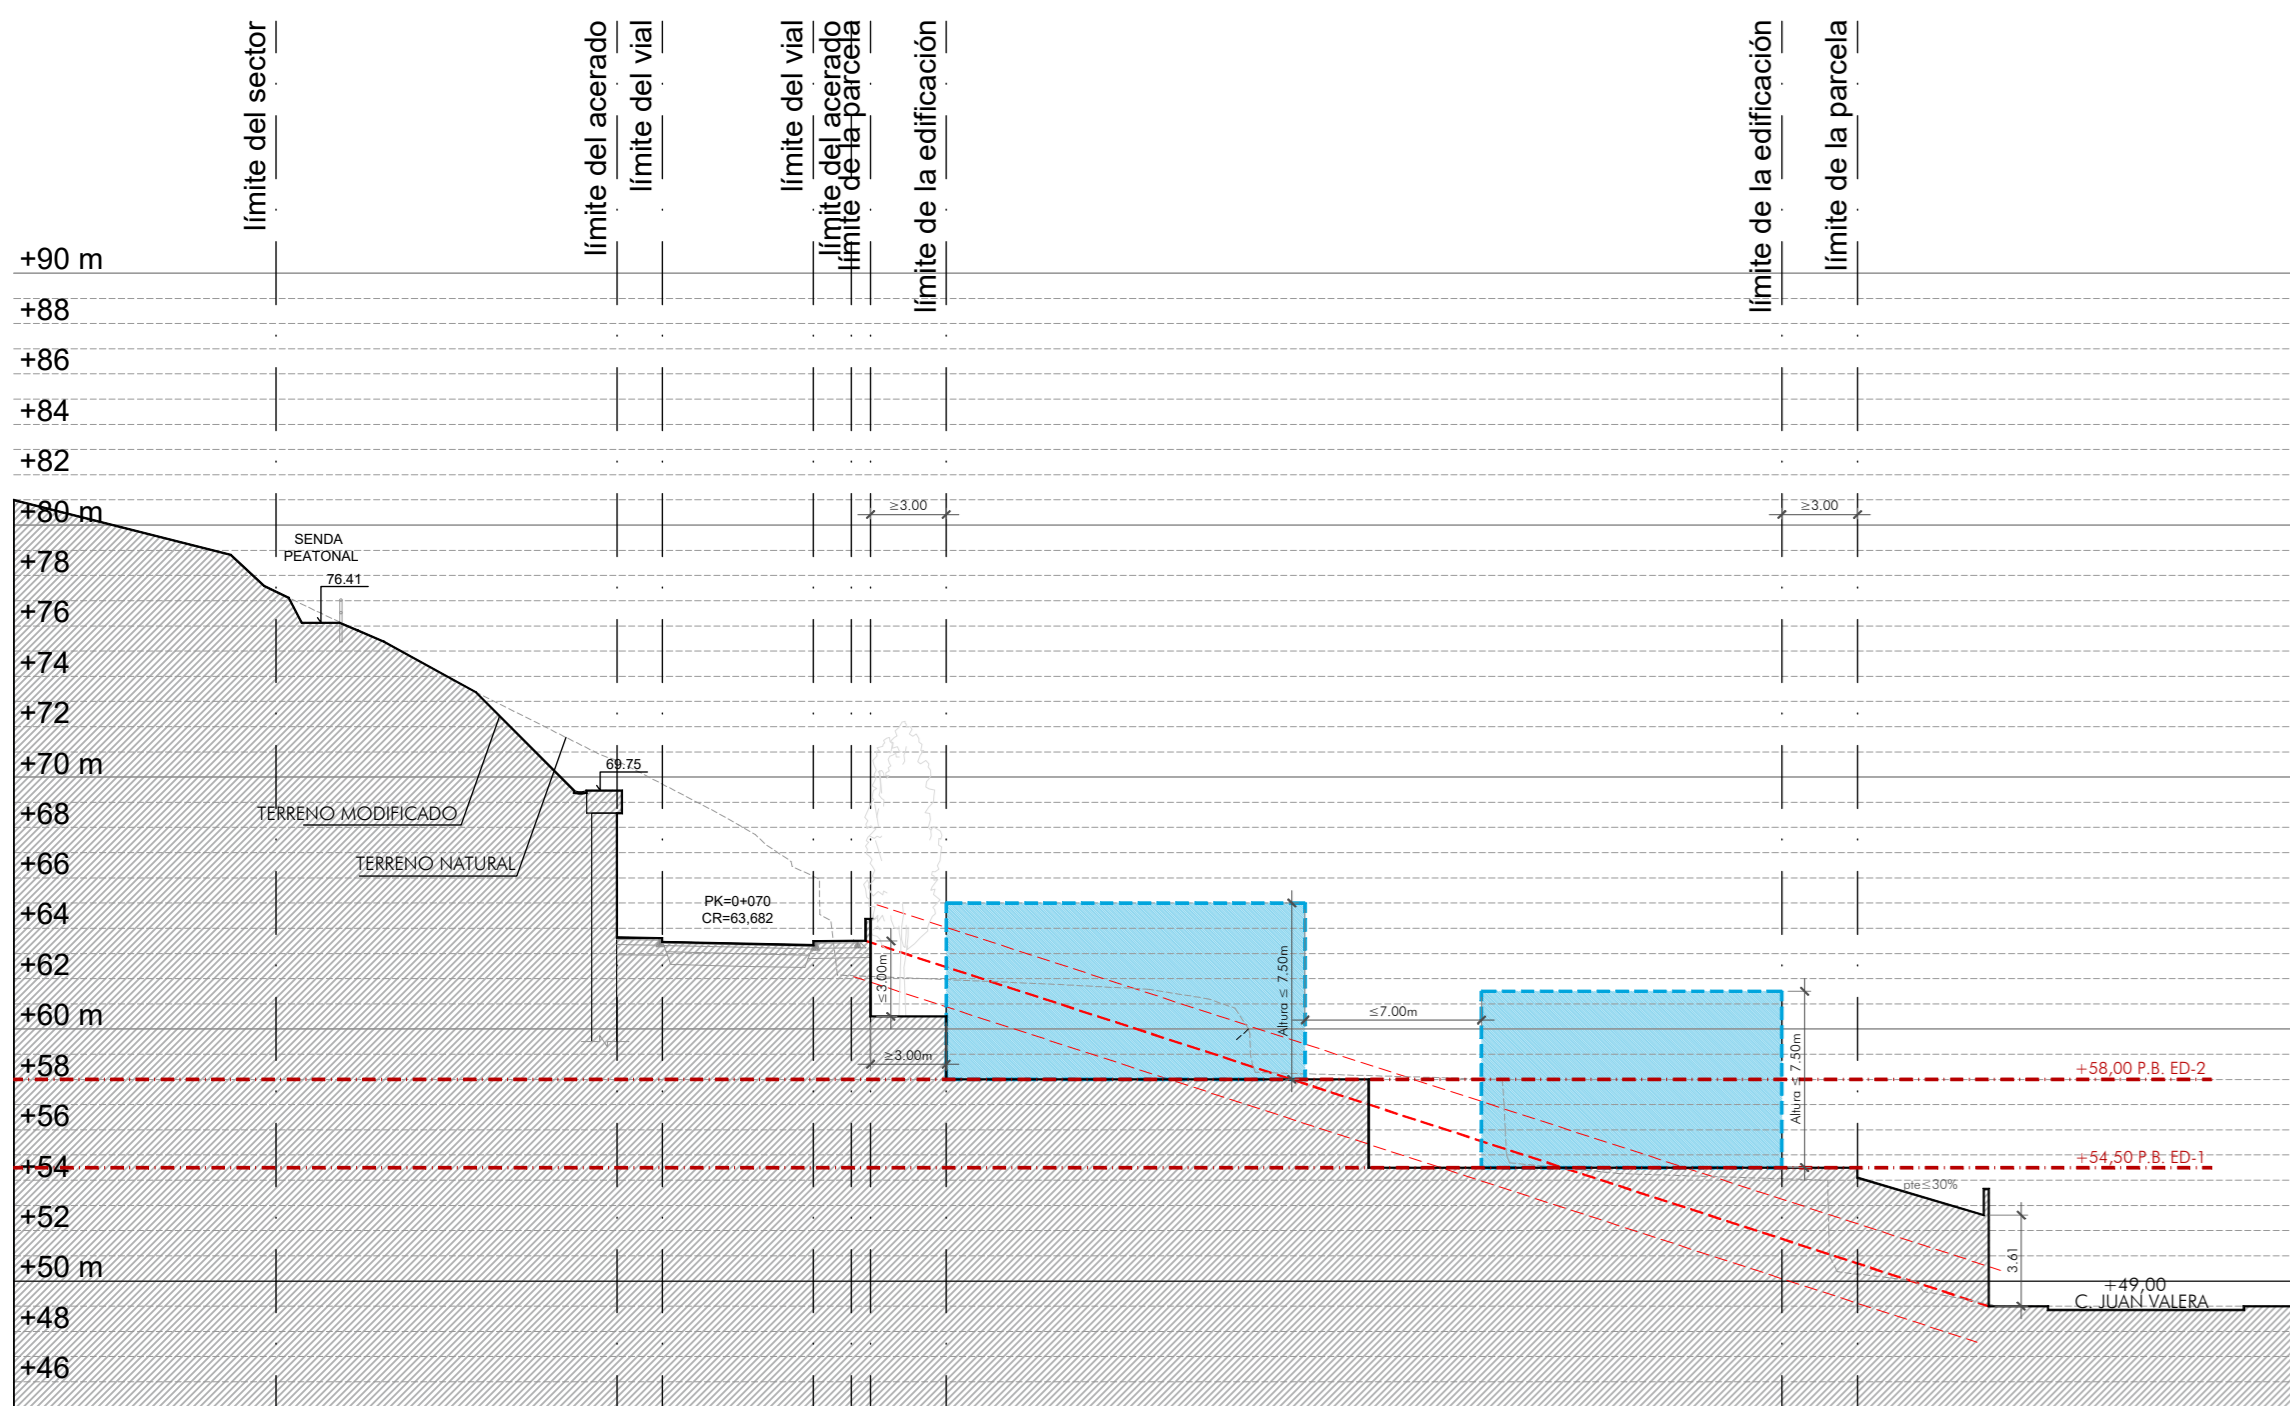 límite del sector
límite del acerado
límite del vial
límite del vial
límite del acerado
límite de la parcela
límite de la edificación
límite de la edificación
límite de la parcela
+90 m
+88
+86
+84
+82
+80 m
≥3.00
≥3.00
SENDA
PEATONAL
+78
76.41
+76
+74
+72
+70 m
69.75
TERRENO MODIFICADO
+68
TERRENO NATURAL
+66
PK=0+070
CR=63,682
+64
+62
≤3.00m
Altura ≤ 7.50m
≤7.00m
+60 m
≥3.00m
Altura ≤ 7.50m
+58
+58,00 P.B. ED-2
+56
+54
+54,50 P.B. ED-1
pte≤30%
+52
3.61
+50 m
+49,00
C. JUAN VALERA
+48
+46